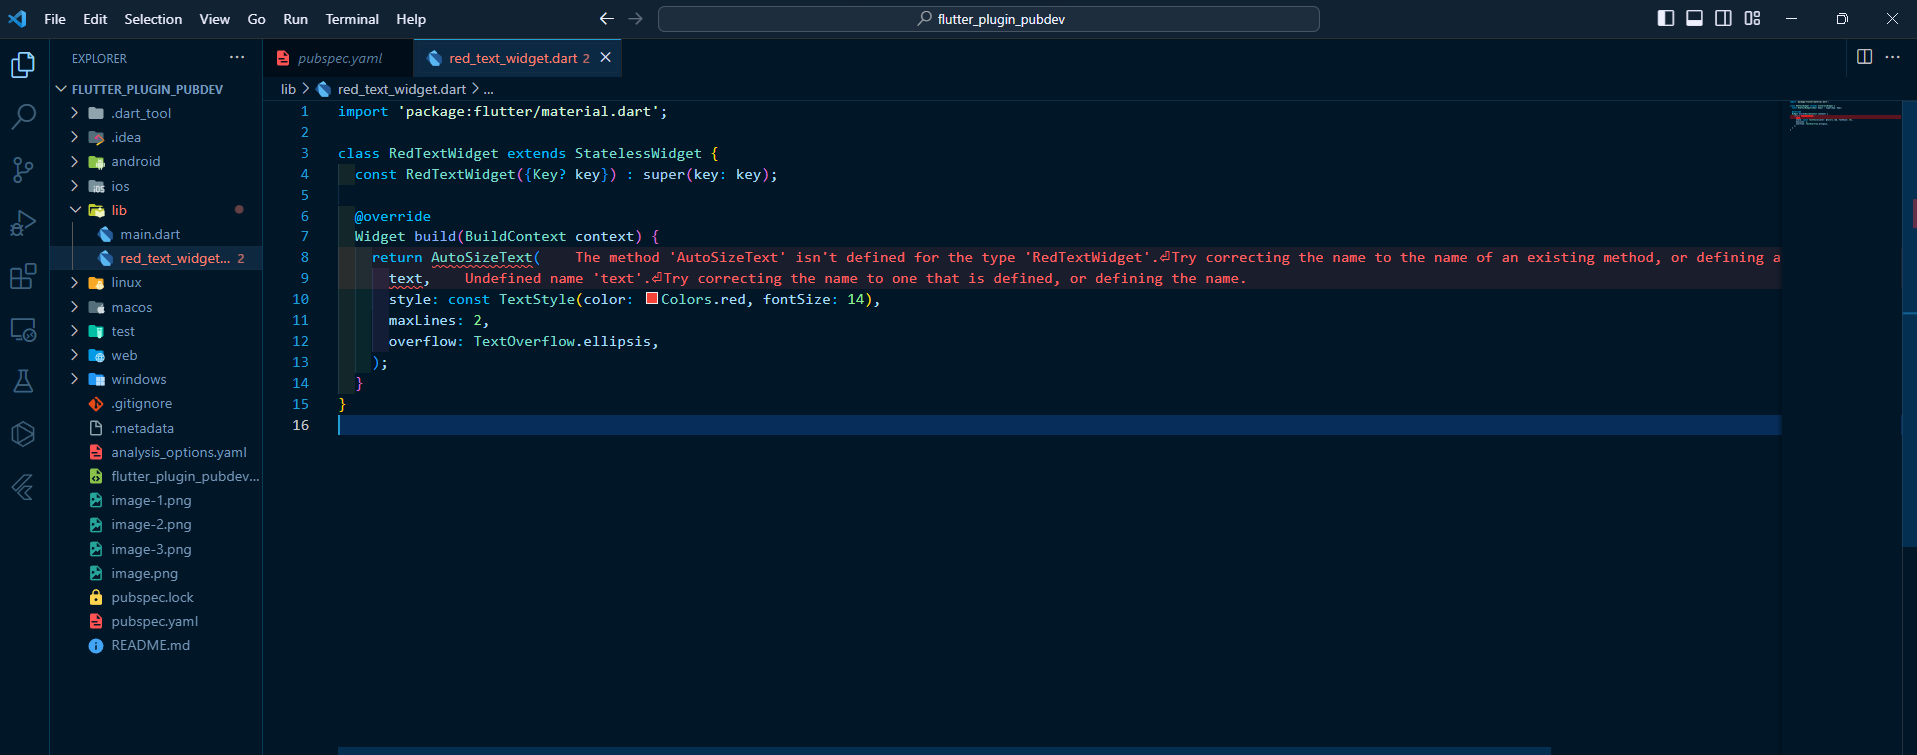 File Edit Selection View Go Run Terminal Help
flutter_plugin_pubdev
EXPLORER
FLUTTER_PLUGIN_PUBDEV
.dart_tool
.idea
android
ios
lib
main.dart
red_text_widget... 2
linux
macos
test
web
windows
.gitignore
.metadata
analysis_options.yaml
flutter_plugin_pubdev...
image-1.png
image-2.png
image-3.png
image.png
pubspec.lock
pubspec.yaml
README.md
pubspec.yaml
red_text_widget.dart 2
lib > red_text_widget.dart > ...
1 import 'package:flutter/material.dart';
2
3 class RedTextWidget extends StatelessWidget {
4 const RedTextWidget({Key? key}) : super(key: key);
5
6 @override
7 Widget build(BuildContext context) {
8 return AutoSizeText( The method 'AutoSizeText' isn't defined for the type 'RedTextWidget'.⏎Try correcting the name to the name of an existing method, or defining a
9 text, Undefined name 'text'.⏎Try correcting the name to one that is defined, or defining the name.
10 style: const TextStyle(color: Colors.red, fontSize: 14),
11 maxLines: 2,
12 overflow: TextOverflow.ellipsis,
13 );
14 }
15 }
16